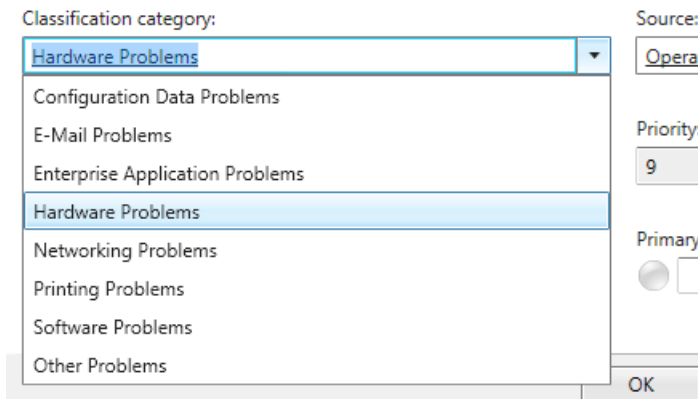 Classification category:
Source:
Hardware Problems
Opera
Configuration Data Problems
E-Mail Problems
Priority:
Enterprise Application Problems
9
Hardware Problems
Networking Problems
Primary
Printing Problems
Software Problems
Other Problems
OK